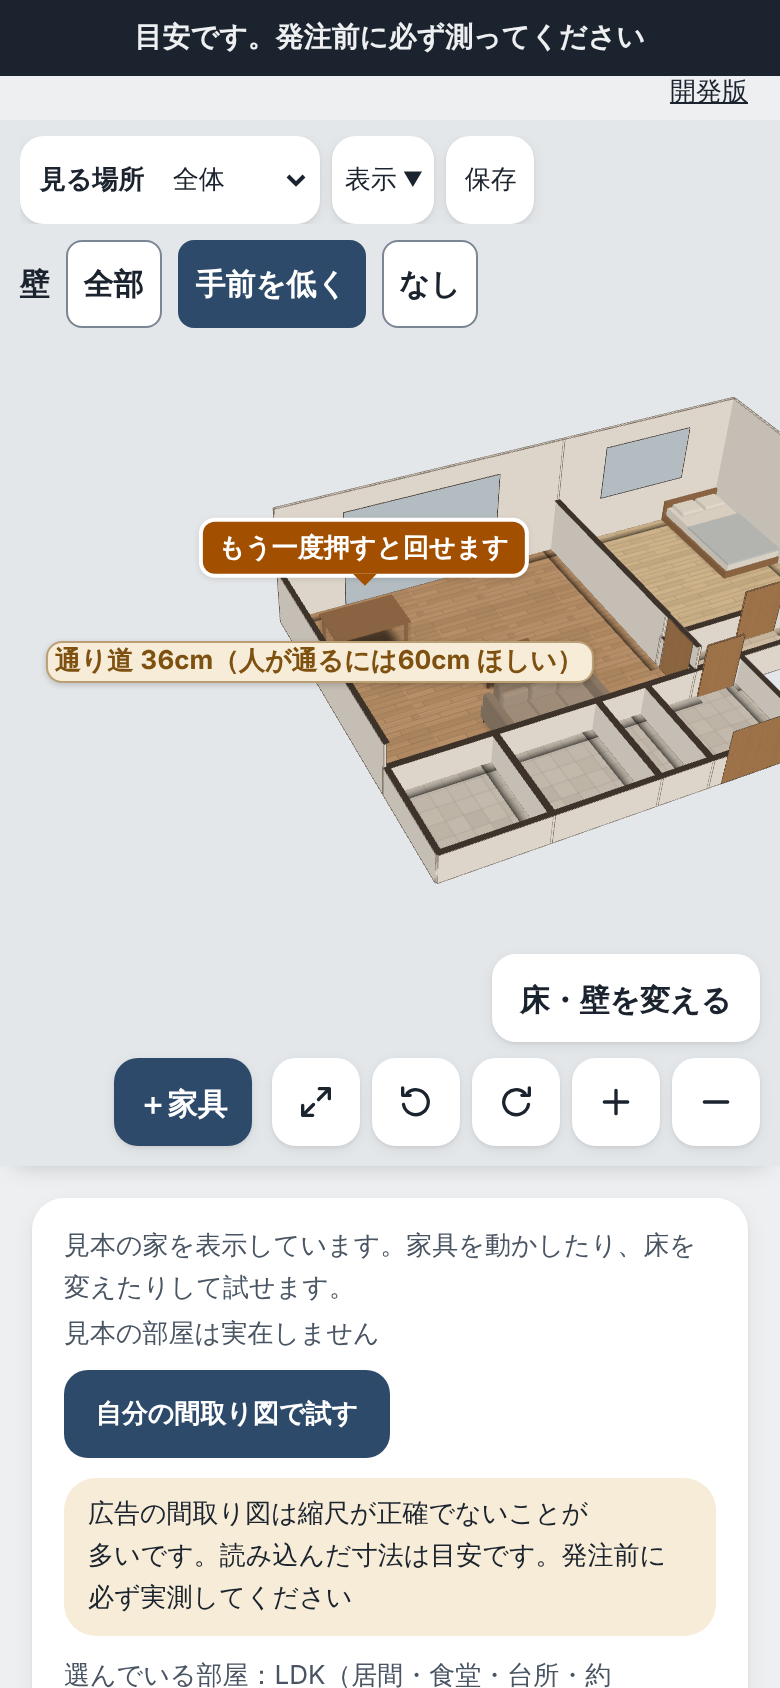 目安です。発注前に必ず測ってください
開発版
見る場所 全体 表示▼ 保存
壁 全部 手前を低く なし
もう一度押すと回せます
通り道 36cm（人が通るには60cm ほしい）
床・壁を変える
＋家具
見本の家を表示しています。家具を動かしたり、床を
変えたりして試せます。
見本の部屋は実在しません
自分の間取り図で試す
広告の間取り図は縮尺が正確でないことが
多いです。読み込んだ寸法は目安です。発注前に
必ず実測してください
選んでいる部屋：LDK（居間・食堂・台所・約